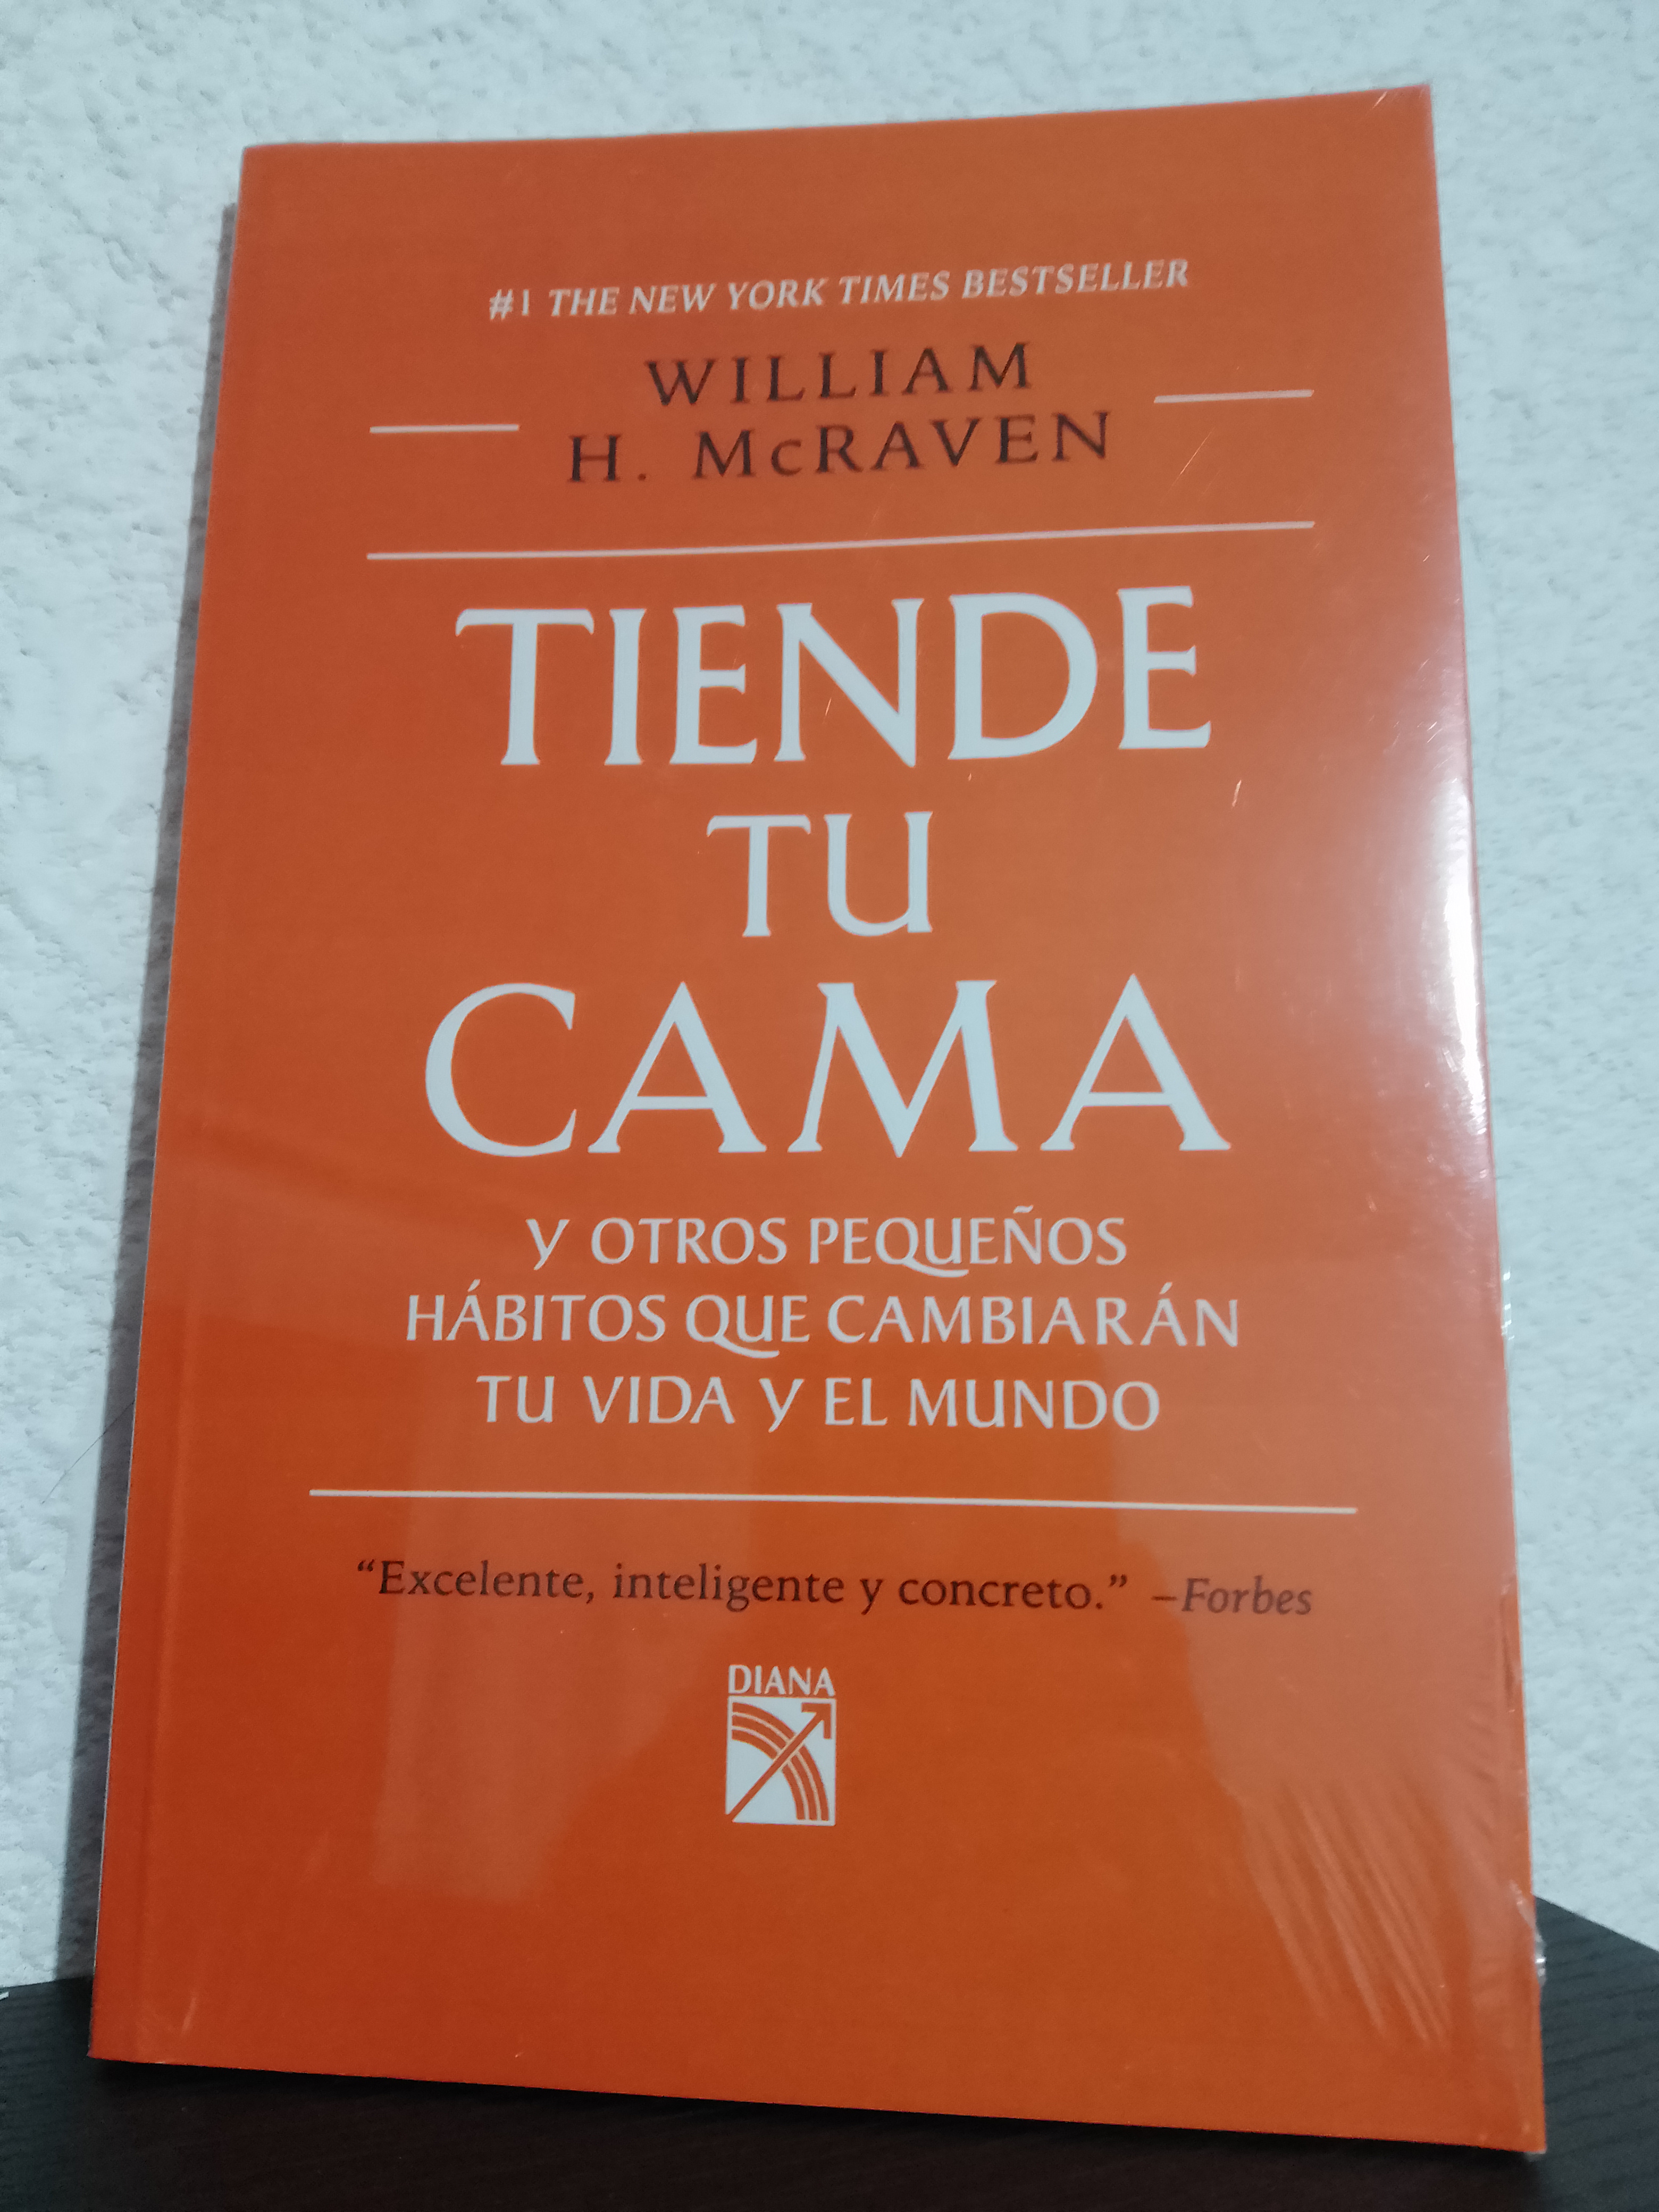 #1 THE NEW YORK TIMES BESTSELLER
WILLIAM
H. McRAVEN
TIENDE
TU
CAMA
Y OTROS PEQUEÑOS
HÁBITOS QUE CAMBIARÁN
TU VIDA Y EL MUNDO
“Excelente, inteligente y concreto.” –Forbes
DIANA